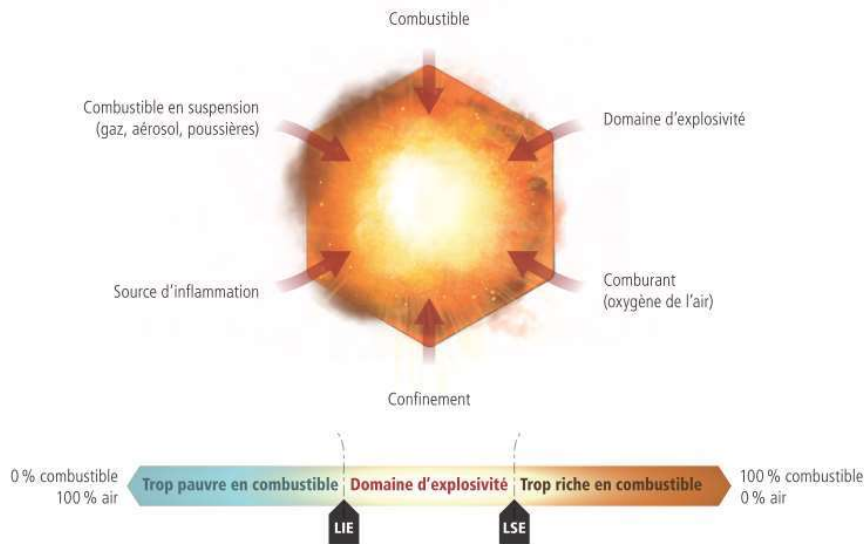 Combustible
Combustible en suspension
(gaz, aérosol, poussières)
Domaine d'explosivité
Source d'inflammation
Comburant
(oxygène de l'air)
Confinement
0 % combustible
100 % air
Trop pauvre en combustible
Domaine d'explosivité
Trop riche en combustible
100 % combustible
0 % air
LIE
LSE